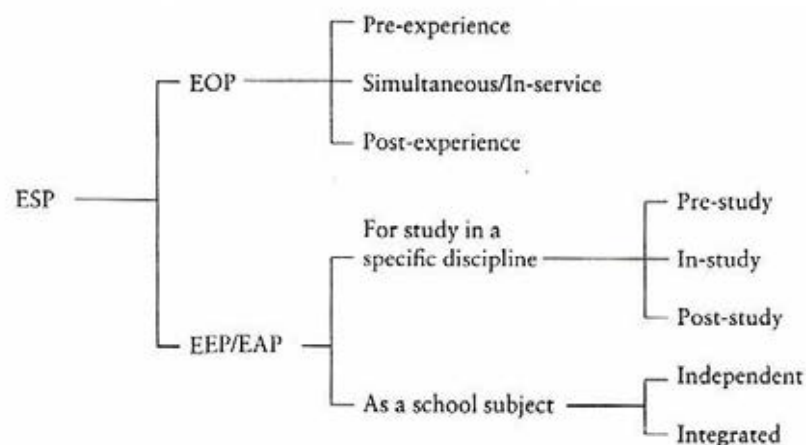 Pre-experience
EOP
Simultaneous/In-service
Post-experience
ESP
Pre-study
For study in a
specific discipline
In-study
Post-study
EEP/EAP
Independent
As a school subject
Integrated